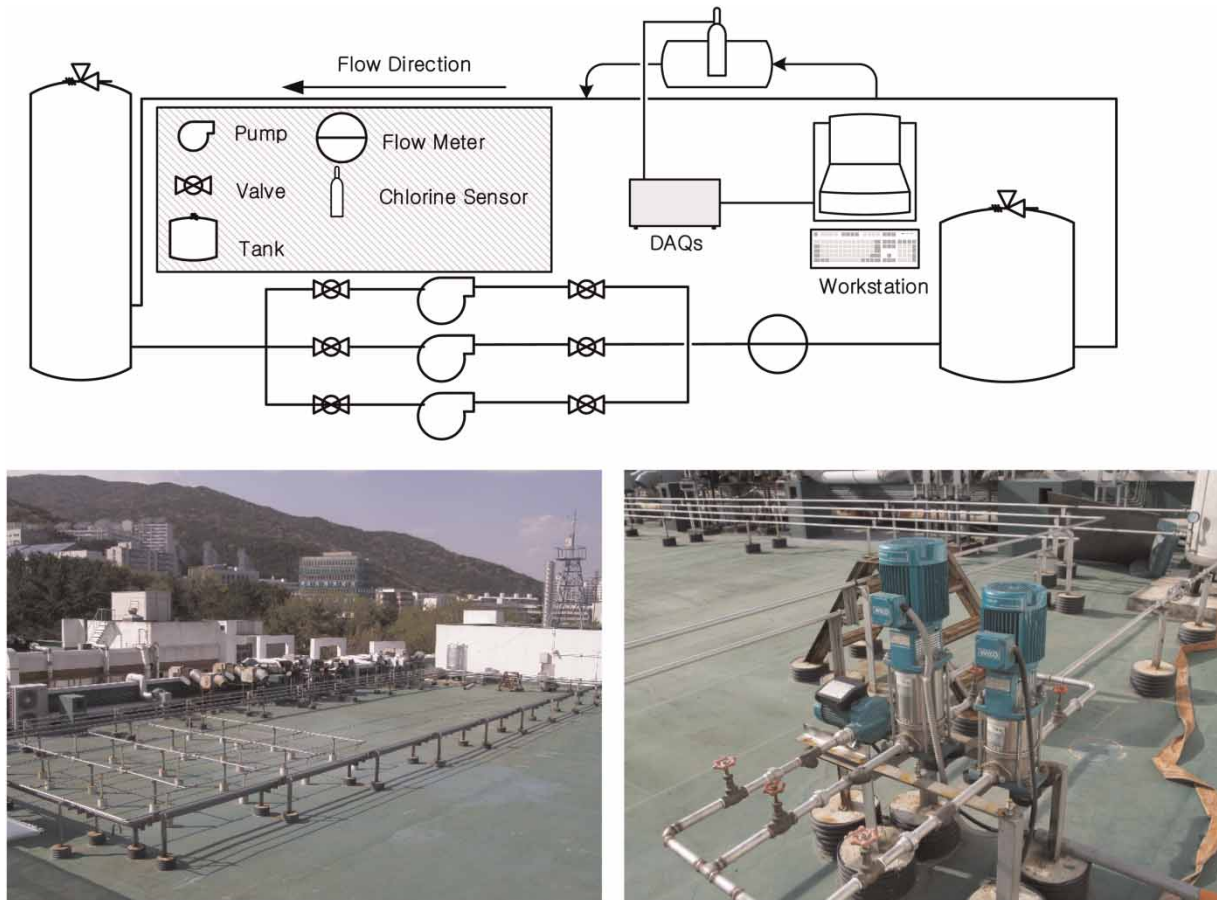 Flow Direction
Pump
Flow Meter
Valve
Chlorine Sensor
Tank
DAQs
Workstation